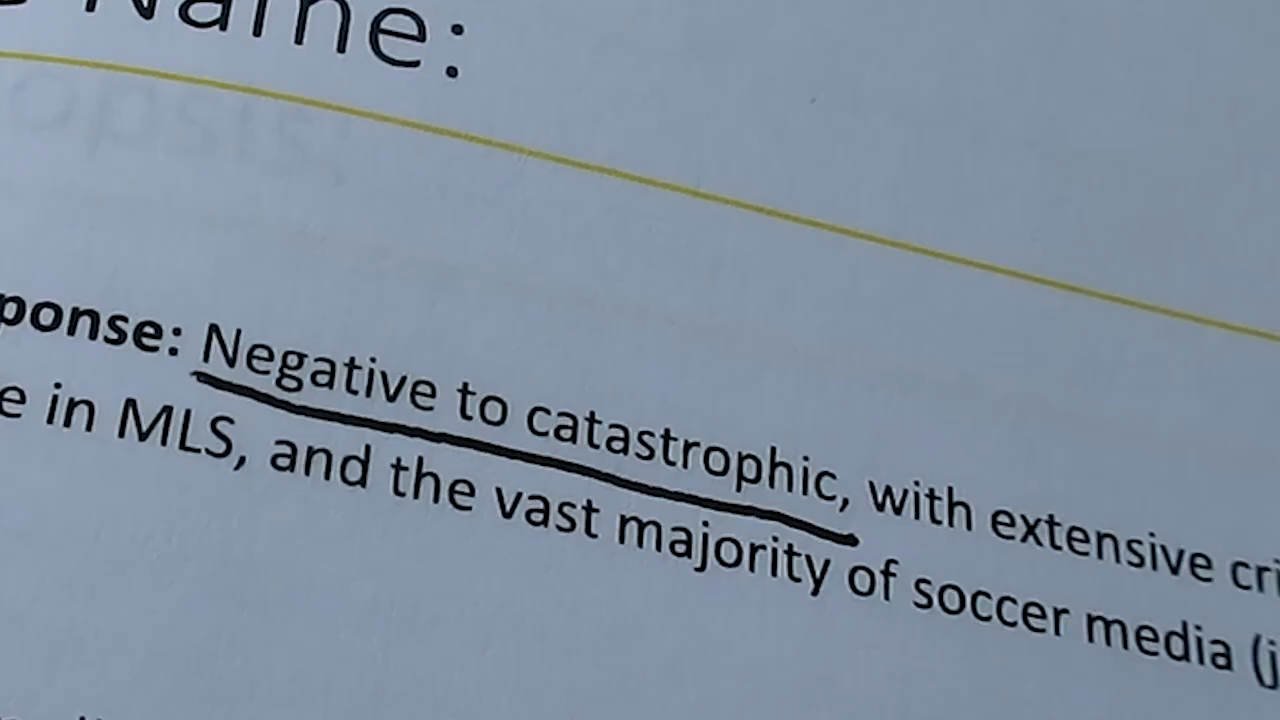 Name:
ponse: Negative to catastrophic, with extensive cri
e in MLS, and the vast majority of soccer media (j